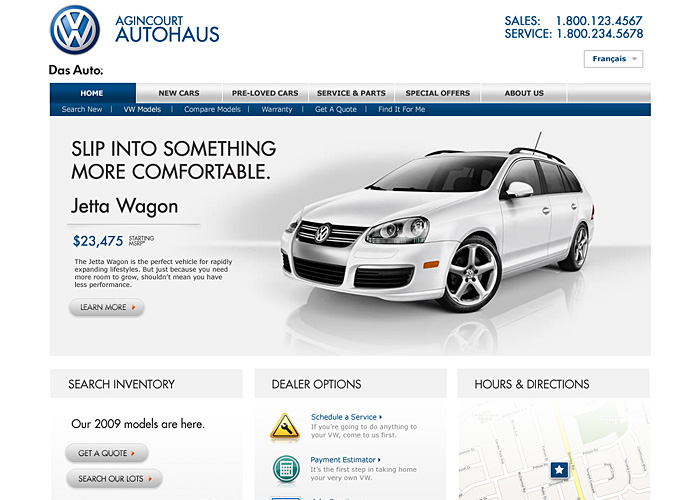 AGINCOURT
AUTOHAUS
SALES: 1.800.123.4567
SERVICE: 1.800.234.5678
Français
Das Auto.
HOME NEW CARS PRE-LOVED CARS SERVICE & PARTS SPECIAL OFFERS ABOUT US
Search New | VW Models | Compare Models | Warranty | Get A Quote | Find It For Me
SLIP INTO SOMETHING
MORE COMFORTABLE.
Jetta Wagon
$23,475 STARTING
MSRP*
The Jetta Wagon is the perfect vehicle for rapidly
expanding lifestyles. But just because you need
more room to grow, shouldn't mean you have
less performance.
LEARN MORE
SEARCH INVENTORY
Our 2009 models are here.
GET A QUOTE
SEARCH OUR LOTS
DEALER OPTIONS
Schedule a Service
If you're going to do anything to
your VW, come to us first.
Payment Estimator
It's the first step in taking home
your very own VW.
HOURS & DIRECTIONS